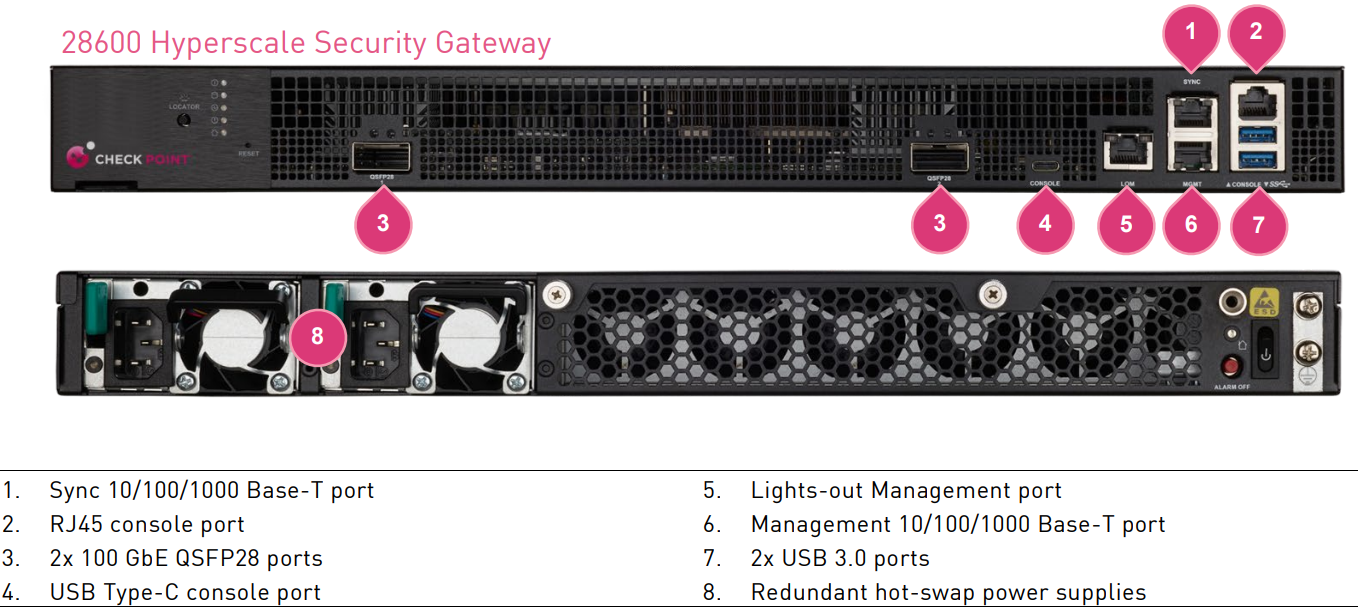 28600 Hyperscale Security Gateway
1 2
SYNC
LOCATOR
RESET
CHECK POINT
QSFP28
1
QSFP28
CONSOLE
LOM
MGMT
▲CONSOLE ▼SS
3 3 4 5 6 7
8
ESD
ALARM OFF
1. Sync 10/100/1000 Base-T port
2. RJ45 console port
3. 2x 100 GbE QSFP28 ports
4. USB Type-C console port
5. Lights-out Management port
6. Management 10/100/1000 Base-T port
7. 2x USB 3.0 ports
8. Redundant hot-swap power supplies